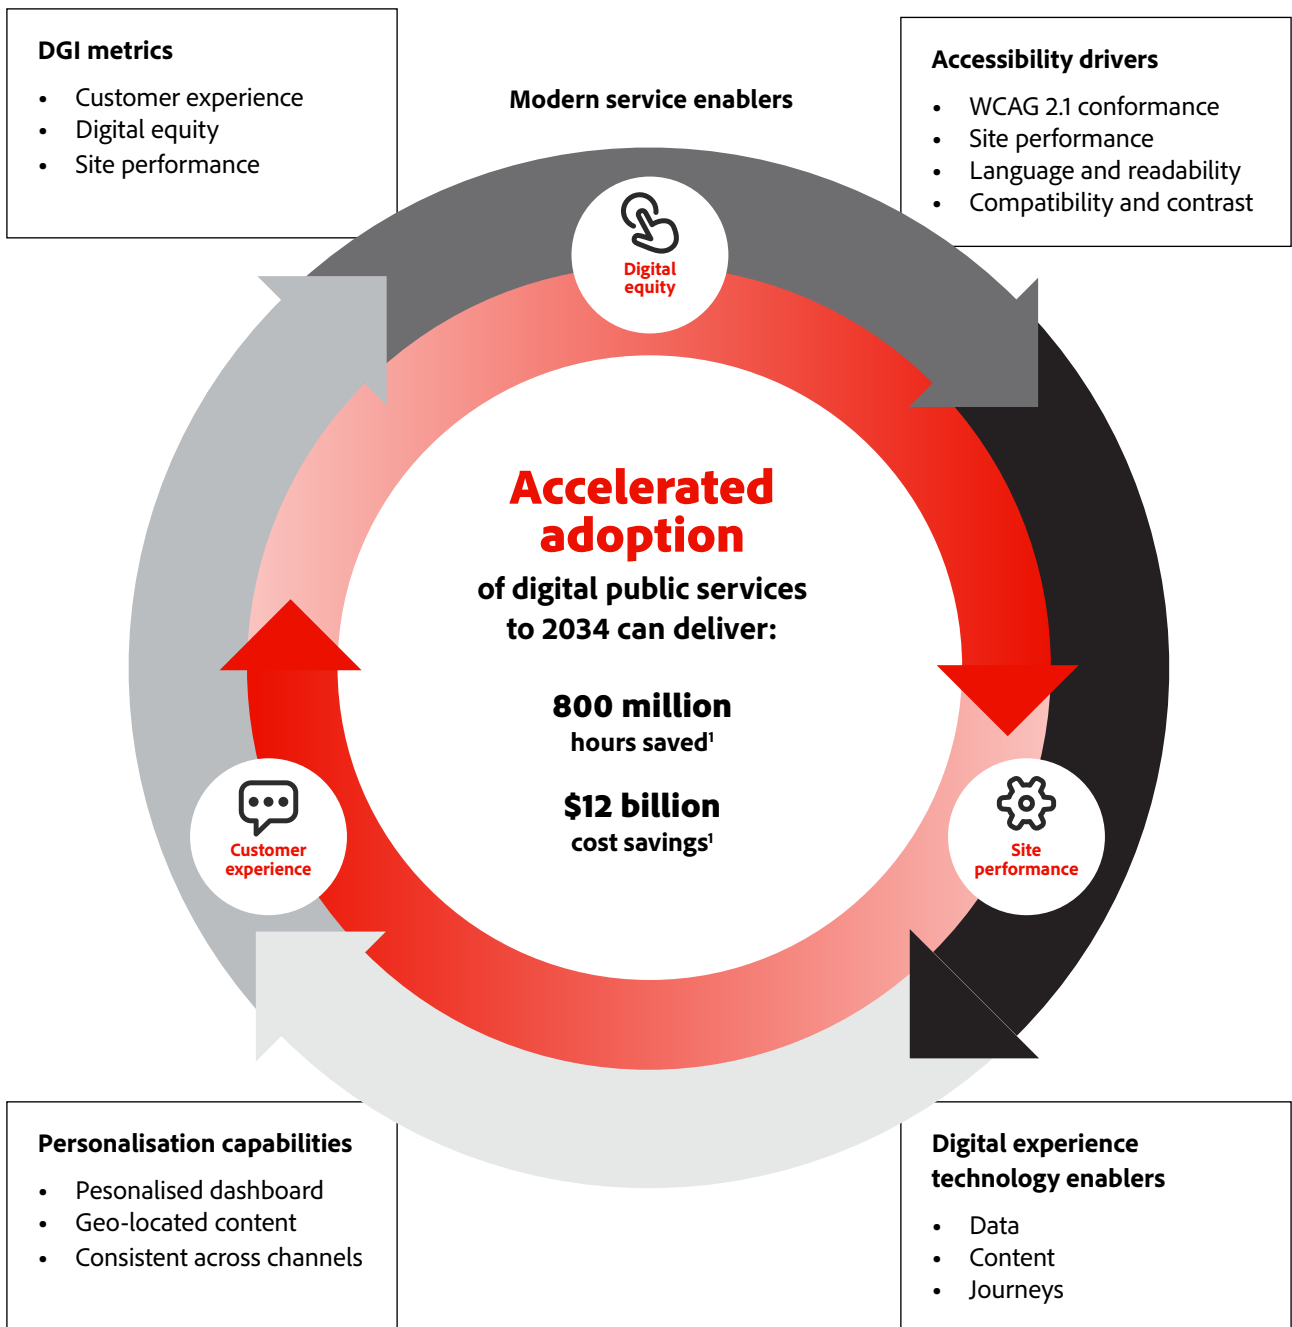 DGI metrics
• Customer experience
• Digital equity
• Site performance
Modern service enablers
Accessibility drivers
• WCAG 2.1 conformance
• Site performance
• Language and readability
• Compatibility and contrast
Digital
equity
Accelerated
adoption
of digital public services
to 2034 can deliver:
800 million
hours saved¹
$12 billion
cost savings¹
Customer
experience
Site
performance
Personalisation capabilities
• Pesonalised dashboard
• Geo-located content
• Consistent across channels
Digital experience
technology enablers
• Data
• Content
• Journeys